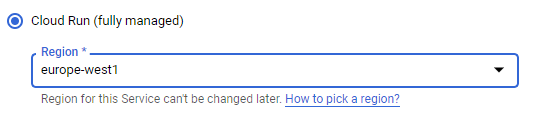 Cloud Run (fully managed)
Region *
europe-west1
Region for this Service can't be changed later. How to pick a region?